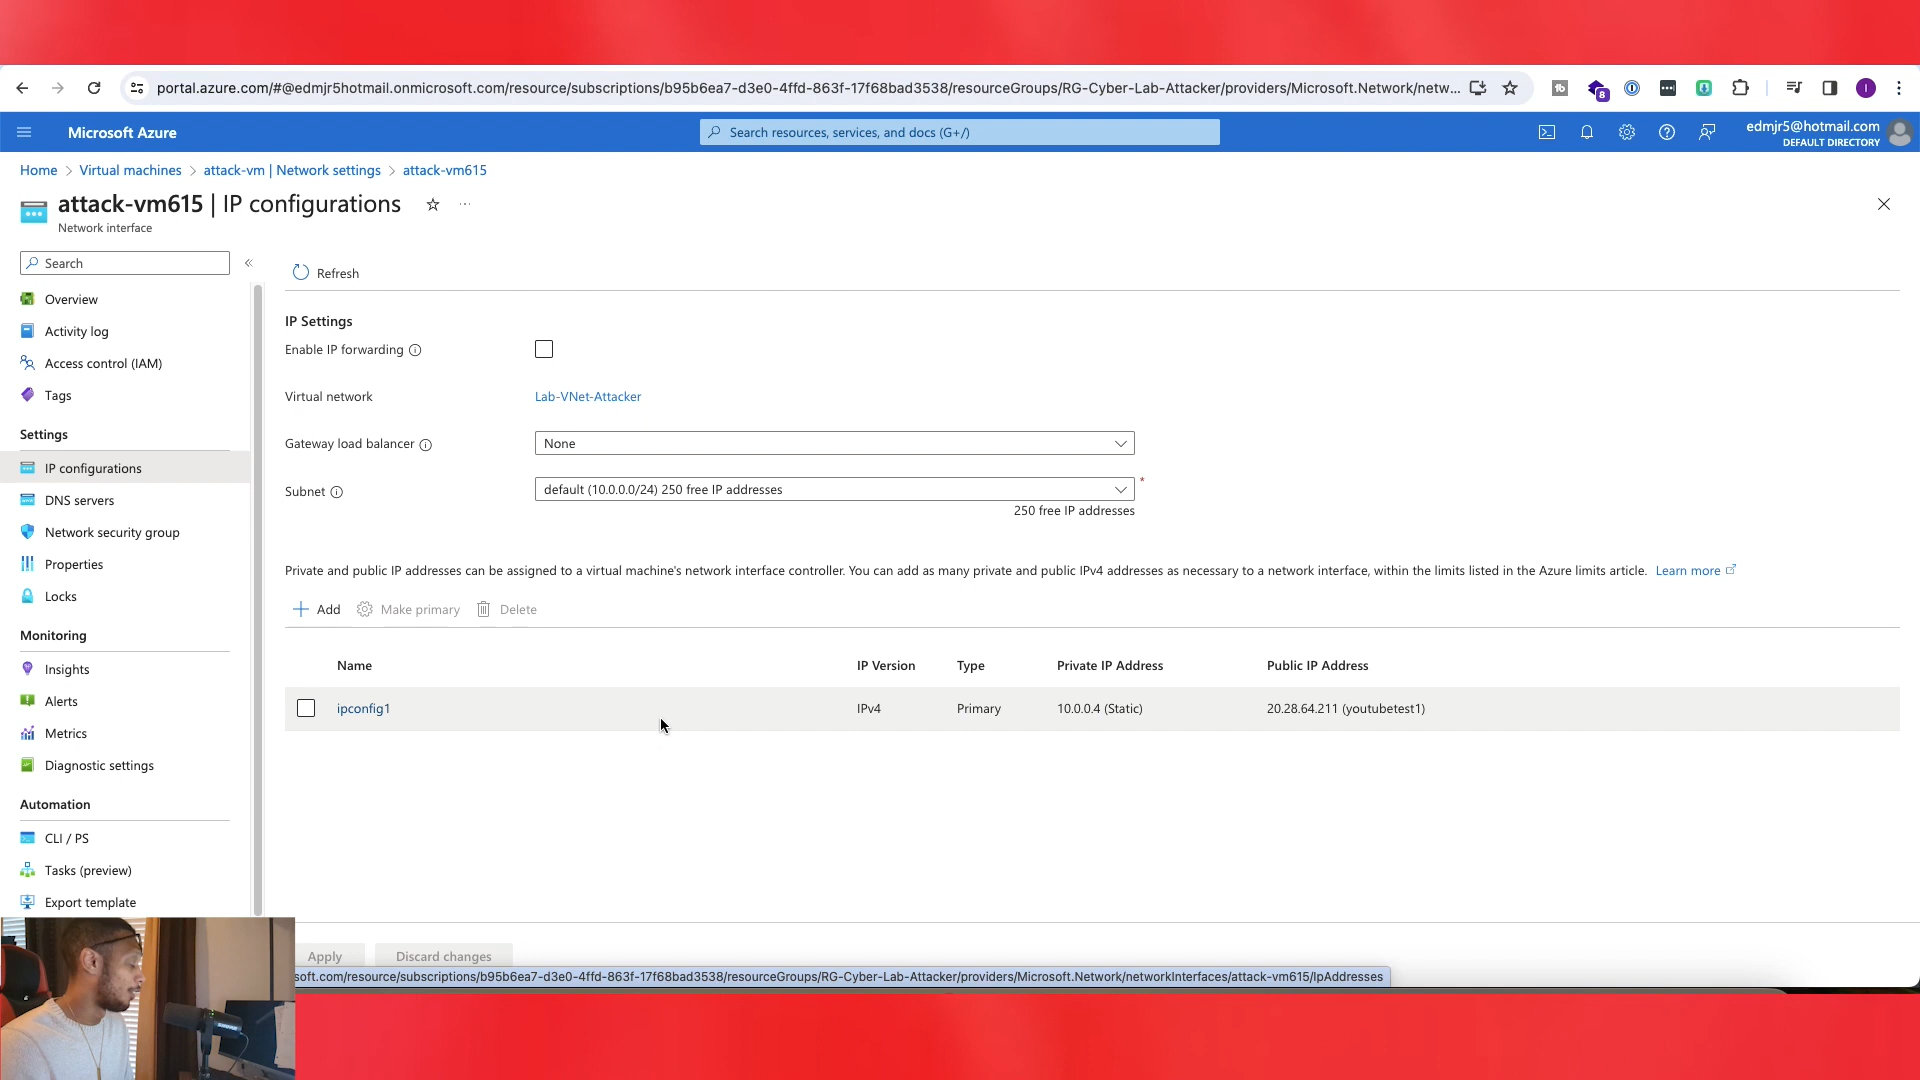 portal.azure.com/#@edmjr5hotmail.onmicrosoft.com/resource/subscriptions/b95b6ea7-d3e0-4ffd-863f-17f68bad3538/resourceGroups/RG-Cyber-Lab-Attacker/providers/Microsoft.Network/netw...
8
I
Microsoft Azure
Search resources, services, and docs (G+/)
edmjr5@hotmail.com
DEFAULT DIRECTORY
Home > Virtual machines > attack-vm | Network settings > attack-vm615
attack-vm615 | IP configurations
Network interface
Search
Overview
Activity log
Access control (IAM)
Tags
Settings
IP configurations
DNS servers
Network security group
Properties
Locks
Monitoring
Insights
Alerts
Metrics
Diagnostic settings
Automation
CLI / PS
Tasks (preview)
Export template
Refresh
IP Settings
Enable IP forwarding
Virtual network Lab-VNet-Attacker
Gateway load balancer None
Subnet default (10.0.0.0/24) 250 free IP addresses *
250 free IP addresses
Private and public IP addresses can be assigned to a virtual machine's network interface controller. You can add as many private and public IPv4 addresses as necessary to a network interface, within the limits listed in the Azure limits article. Learn more
Add Make primary Delete
Name IP Version Type Private IP Address Public IP Address
ipconfig1 IPv4 Primary 10.0.0.4 (Static) 20.28.64.211 (youtubetest1)
Apply Discard changes
soft.com/resource/subscriptions/b95b6ea7-d3e0-4ffd-863f-17f68bad3538/resourceGroups/RG-Cyber-Lab-Attacker/providers/Microsoft.Network/networkInterfaces/attack-vm615/IpAddresses